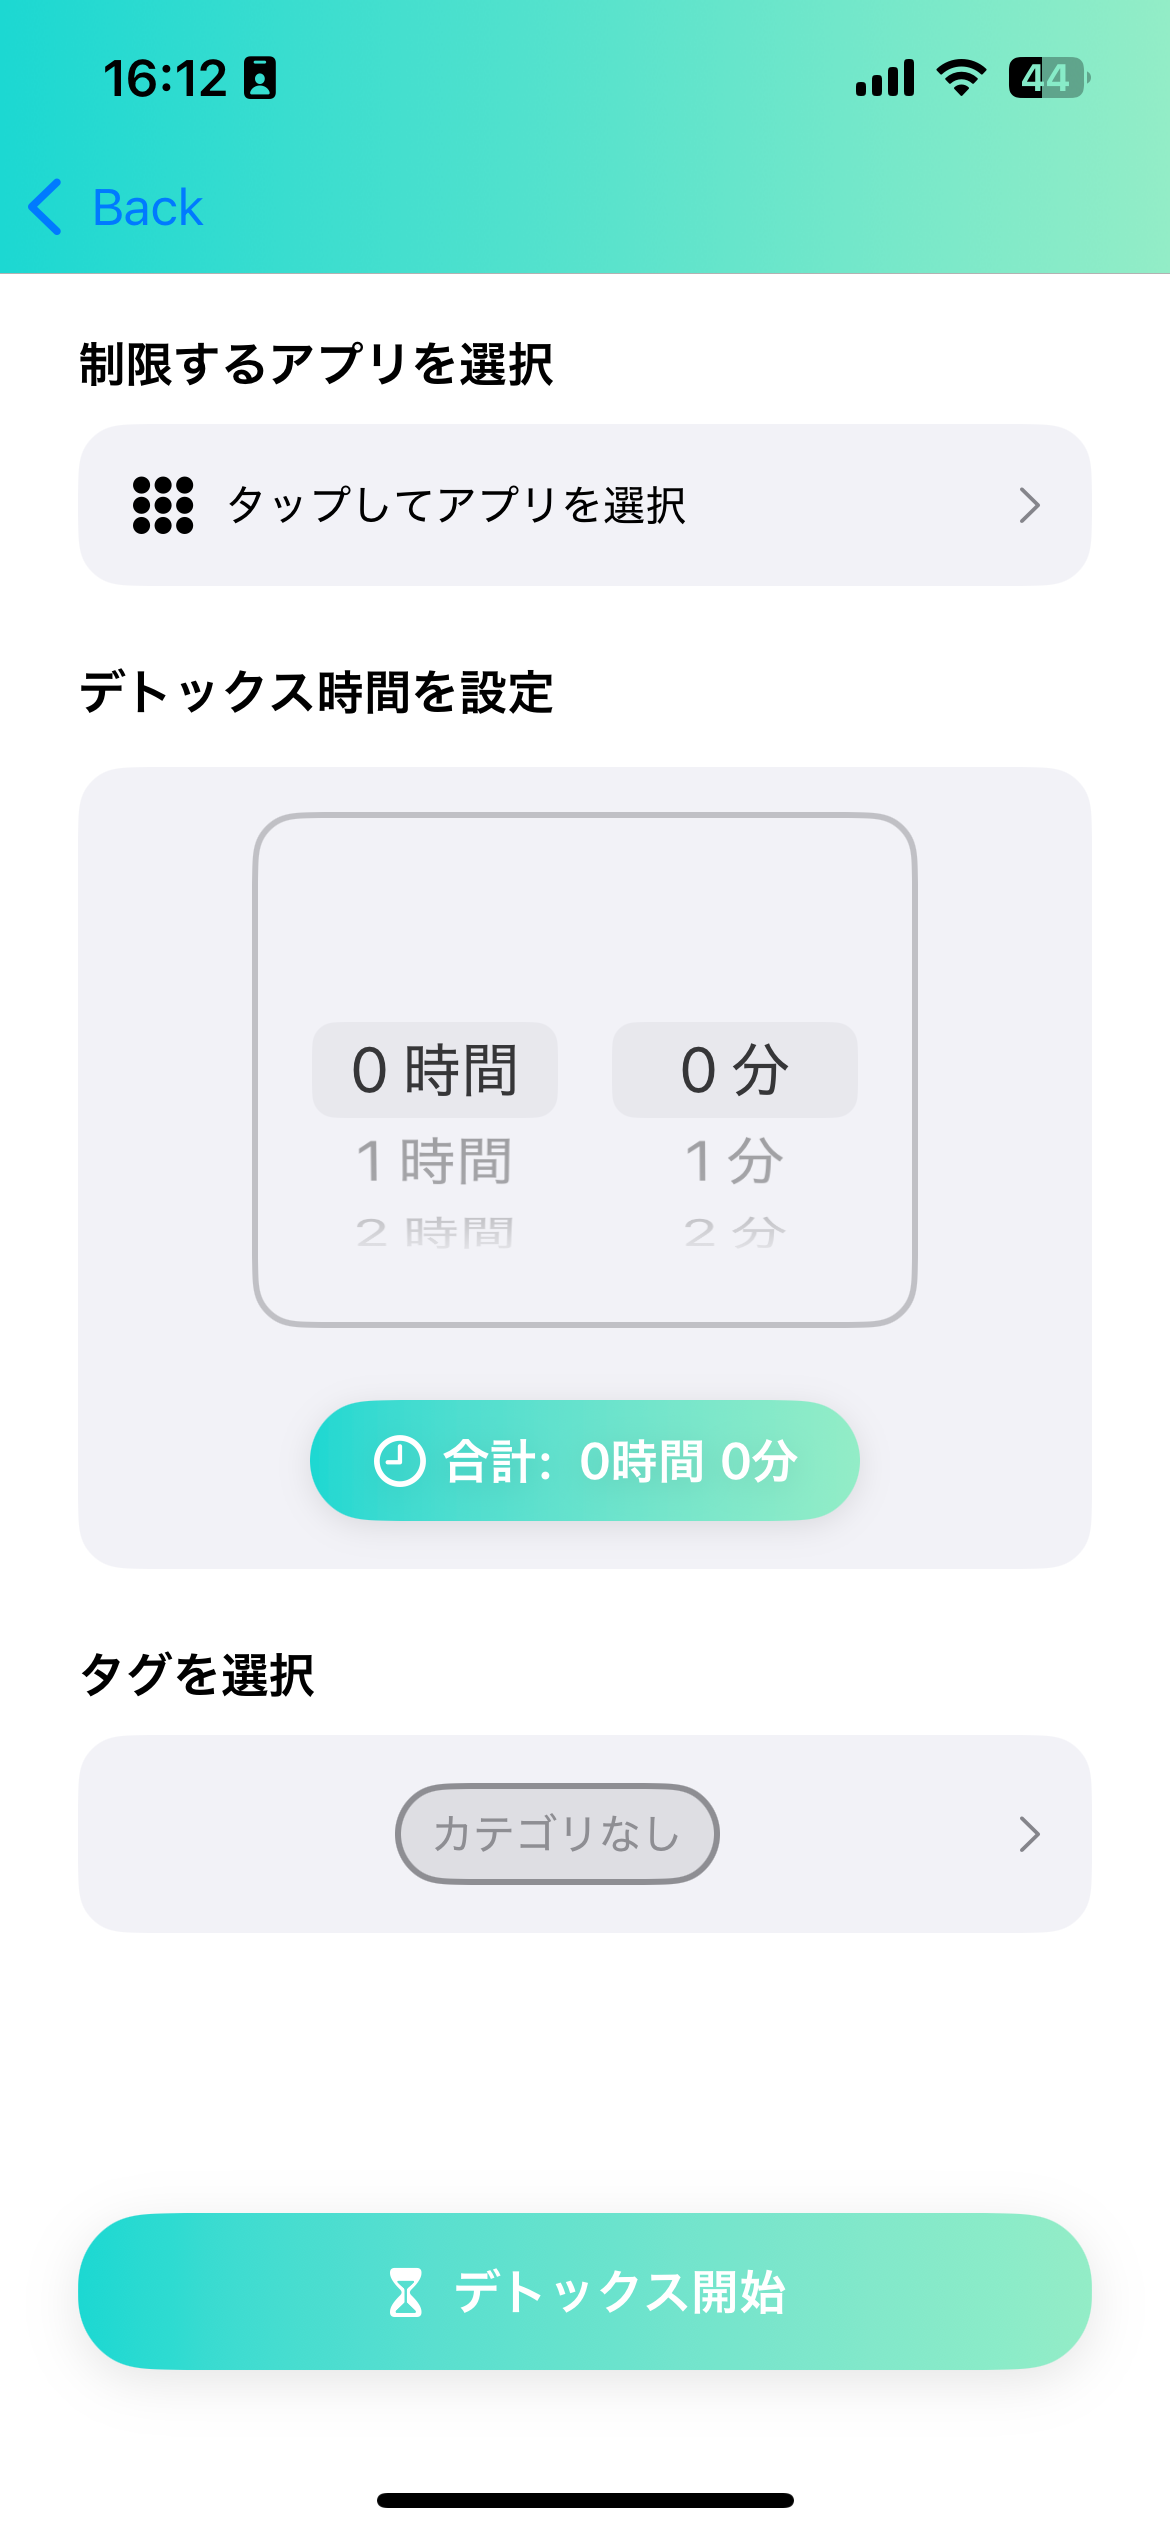 16:12
44
Back
制限するアプリを選択
タップしてアプリを選択
デトックス時間を設定
0 時間 0 分
1 時間 1 分
2 時間 2 分
合計: 0時間 0分
タグを選択
カテゴリなし
デトックス開始